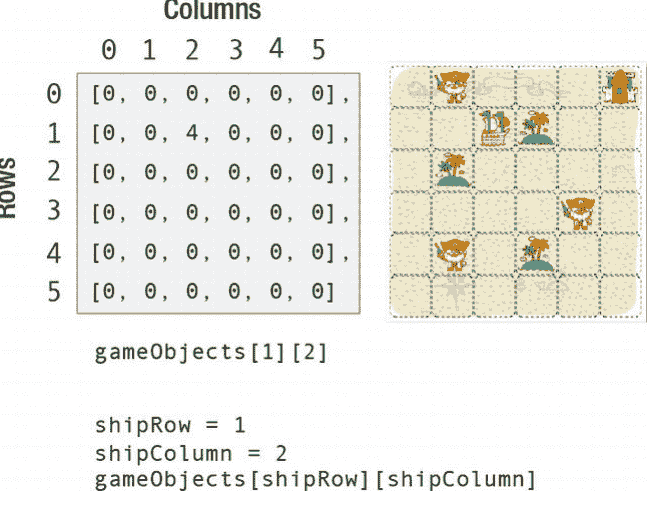 Columns
0 1 2 3 4 5
0 [0, 0, 0, 0, 0, 0],
1 [0, 0, 4, 0, 0, 0],
2 [0, 0, 0, 0, 0, 0],
3 [0, 0, 0, 0, 0, 0],
4 [0, 0, 0, 0, 0, 0],
5 [0, 0, 0, 0, 0, 0]
Rows
gameObjects[1][2]
shipRow = 1
shipColumn = 2
gameObjects[shipRow][shipColumn]